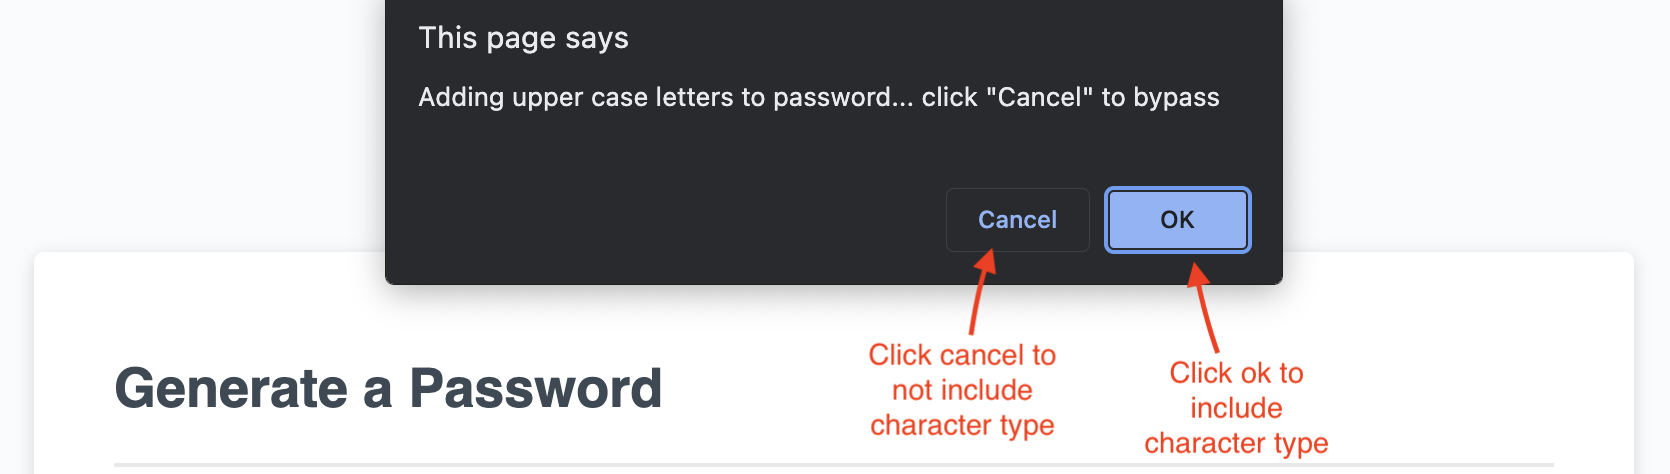 This page says
Adding upper case letters to password... click "Cancel" to bypass
Cancel
OK
Click cancel to
not include
character type
Click ok to
include
character type
Generate a Password